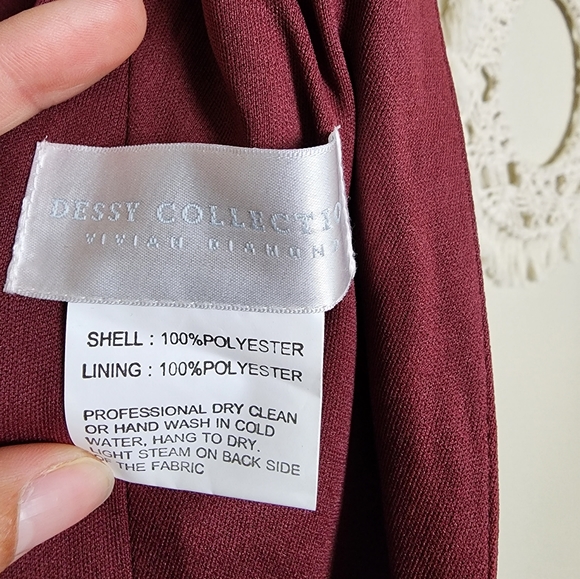 DESSY COLLECTIO
VIVIAN DIAMON
SHELL : 100%POLYESTER
LINING : 100%POLYESTER
PROFESSIONAL DRY CLEAN
OR HAND WASH IN COLD
WATER, HANG TO DRY.
LIGHT STEAM ON BACK SIDE
OF THE FABRIC